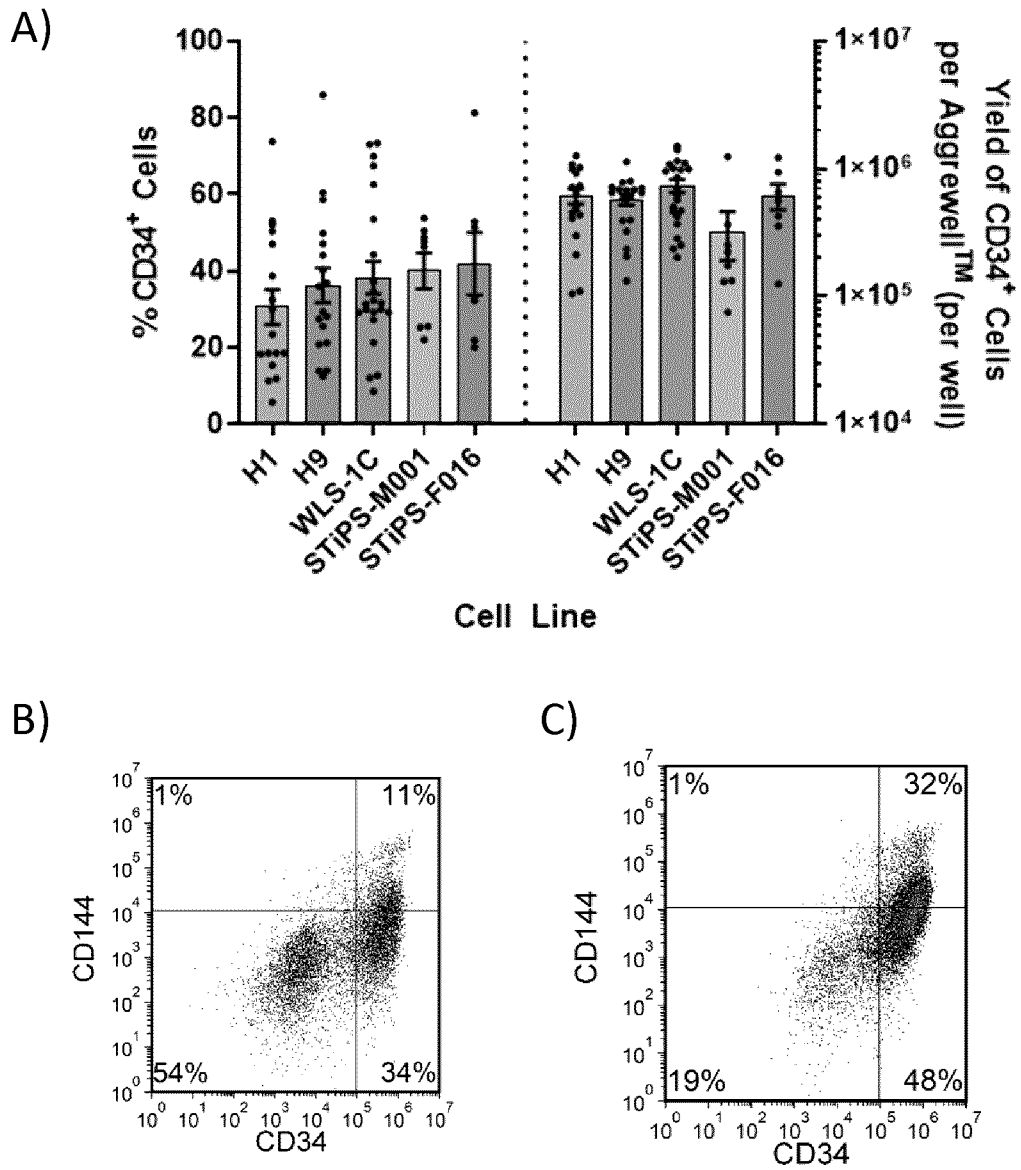 A)
% CD34+ Cells
100
80
60
40
20
0
1×10^7
1×10^6
1×10^5
1×10^4
Yield of CD34+ Cells
per Aggrewell™ (per well)
H1
H9
WLS-1C
STiPS-M001
STiPS-F016
H1
H9
WLS-1C
STiPS-M001
STiPS-F016
Cell Line
B)
CD144
10^7
10^6
10^5
10^4
10^3
10^2
10^1
10^0
1%
11%
54%
34%
10^0 10^1 10^2 10^3 10^4 10^5 10^6 10^7
CD34
C)
CD144
10^7
10^6
10^5
10^4
10^3
10^2
10^1
10^0
1%
32%
19%
48%
10^0 10^1 10^2 10^3 10^4 10^5 10^6 10^7
CD34